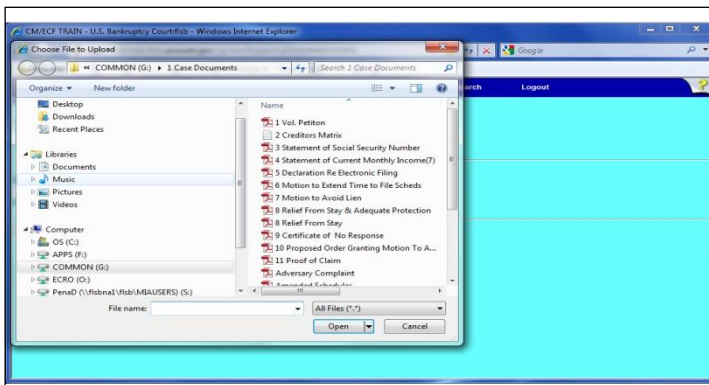 CM/ECF TRAIN - U.S. Bankruptcy Court:flsb - Windows Internet Explorer
Choose File to Upload
Google
« COMMON (G:) ▸ 1 Case Documents
Search 1 Case Documents
Organize
New folder
arch
Logout
?
Desktop
Downloads
Recent Places
Libraries
Documents
Music
Pictures
Videos
Computer
OS (C:)
APPS (F:)
COMMON (G:)
ECRO (O:)
PenaD (\\flsbna1\flsb\MIAUSERS) (S:)
Name
1 Vol. Petiton
2 Creditors Matrix
3 Statement of Social Security Number
4 Statement of Current Monthly Income(7)
5 Declaration Re Electronic Filing
6 Motion to Extend Time to File Scheds
7 Motion to Avoid Lien
8 Relief From Stay & Adequate Protection
8 Relief From Stay
9 Certificate of No Response
10 Proposed Order Granting Motion To A...
11 Proof of Claim
Adversary Complaint
Amended Schedules
File name:
All Files (*.*)
Open
Cancel